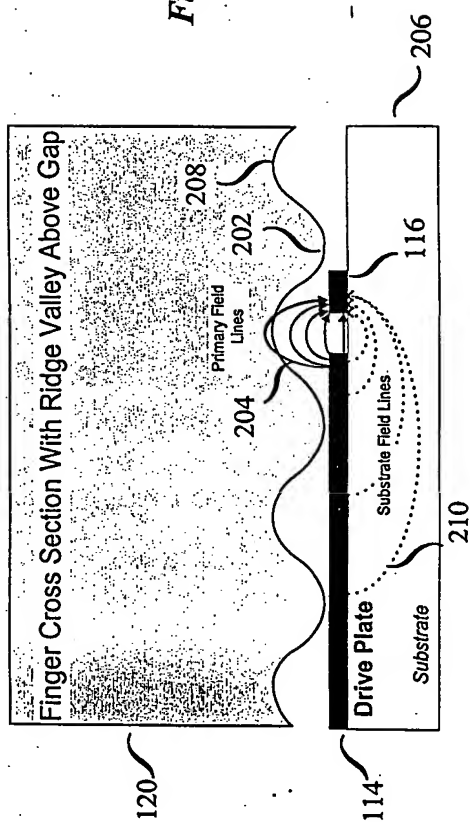 Finger Cross Section With Ridge Valley Above Gap
120
208
202
Primary Field
Lines
204
116
114
Drive Plate
Substrate Field Lines
Substrate
210
206